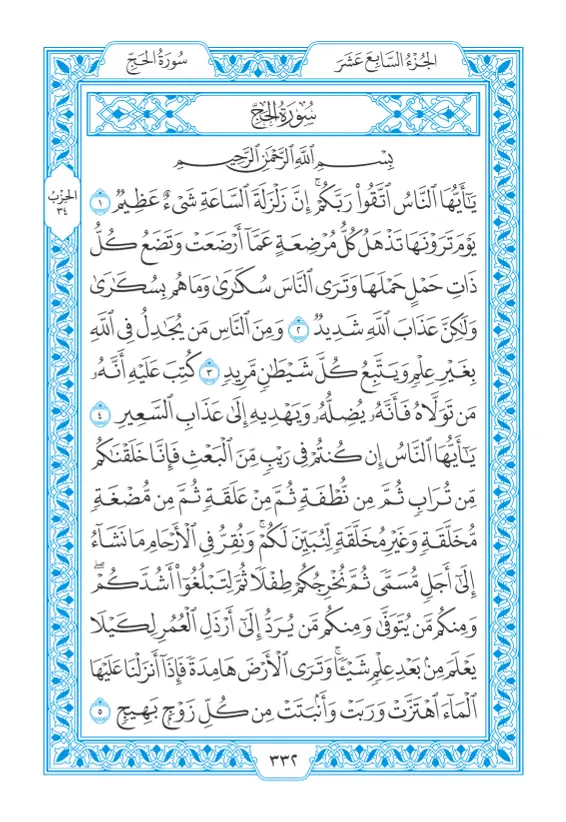 الجُزْءُ السَّابِعَ عَشَرَ
سُورَةُ الحَجِّ
سُورَةُ الحَجِّ
بِسْمِ اللَّهِ الرَّحْمَٰنِ الرَّحِيمِ
الحِزْبُ
٣٤
يَٰٓأَيُّهَا ٱلنَّاسُ ٱتَّقُوا۟ رَبَّكُمْ ۚ إِنَّ زَلْزَلَةَ ٱلسَّاعَةِ شَىْءٌ عَظِيمٌ ١
يَوْمَ تَرَوْنَهَا تَذْهَلُ كُلُّ مُرْضِعَةٍ عَمَّآ أَرْضَعَتْ وَتَضَعُ كُلُّ
ذَاتِ حَمْلٍ حَمْلَهَا وَتَرَى ٱلنَّاسَ سُكَٰرَىٰ وَمَا هُم بِسُكَٰرَىٰ
وَلَٰكِنَّ عَذَابَ ٱللَّهِ شَدِيدٌ ٢ وَمِنَ ٱلنَّاسِ مَن يُجَٰدِلُ فِى ٱللَّهِ
بِغَيْرِ عِلْمٍ وَيَتَّبِعُ كُلَّ شَيْطَٰنٍ مَّرِيدٍ ٣ كُتِبَ عَلَيْهِ أَنَّهُۥ
مَن تَوَلَّاهُ فَأَنَّهُۥ يُضِلُّهُۥ وَيَهْدِيهِ إِلَىٰ عَذَابِ ٱلسَّعِيرِ ٤
يَٰٓأَيُّهَا ٱلنَّاسُ إِن كُنتُمْ فِى رَيْبٍ مِّنَ ٱلْبَعْثِ فَإِنَّا خَلَقْنَٰكُم
مِّن تُرَابٍ ثُمَّ مِن نُّطْفَةٍ ثُمَّ مِنْ عَلَقَةٍ ثُمَّ مِن مُّضْغَةٍ
مُّخَلَّقَةٍ وَغَيْرِ مُخَلَّقَةٍ لِّنُبَيِّنَ لَكُمْ ۚ وَنُقِرُّ فِى ٱلْأَرْحَامِ مَا نَشَآءُ
إِلَىٰٓ أَجَلٍ مُّسَمًّى ثُمَّ نُخْرِجُكُمْ طِفْلًا ثُمَّ لِتَبْلُغُوٓا۟ أَشُدَّكُمْ ۖ
وَمِنكُم مَّن يُتَوَفَّىٰ وَمِنكُم مَّن يُرَدُّ إِلَىٰٓ أَرْذَلِ ٱلْعُمُرِ لِكَيْلَا
يَعْلَمَ مِنۢ بَعْدِ عِلْمٍ شَيْـًٔا ۚ وَتَرَى ٱلْأَرْضَ هَامِدَةً فَإِذَآ أَنزَلْنَا عَلَيْهَا
ٱلْمَآءَ ٱهْتَزَّتْ وَرَبَتْ وَأَنۢبَتَتْ مِن كُلِّ زَوْجٍۭ بَهِيجٍ ٥
٣٣٢